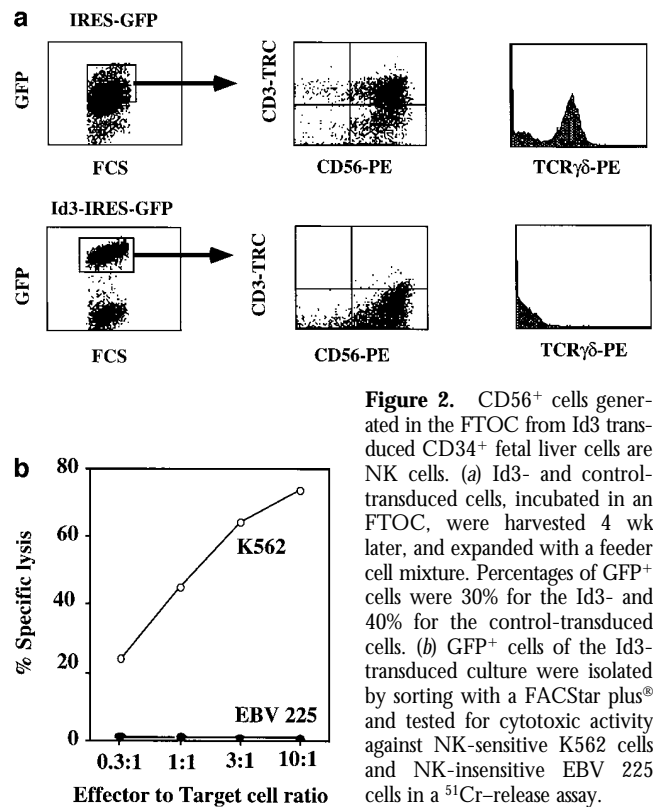 a
IRES-GFP
GFP
FCS
CD3-TRC
CD56-PE
TCRγδ-PE
Id3-IRES-GFP
GFP
FCS
CD3-TRC
CD56-PE
TCRγδ-PE
b
% Specific lysis
80
60
40
20
0
K562
EBV 225
0.3:1 1:1 3:1 10:1
Effector to Target cell ratio
Figure 2. CD56⁺ cells gener-
ated in the FTOC from Id3 trans-
duced CD34⁺ fetal liver cells are
NK cells. (a) Id3- and control-
transduced cells, incubated in an
FTOC, were harvested 4 wk
later, and expanded with a feeder
cell mixture. Percentages of GFP⁺
cells were 30% for the Id3- and
40% for the control-transduced
cells. (b) GFP⁺ cells of the Id3-
transduced culture were isolated
by sorting with a FACStar plus®
and tested for cytotoxic activity
against NK-sensitive K562 cells
and NK-insensitive EBV 225
cells in a ⁵¹Cr–release assay.